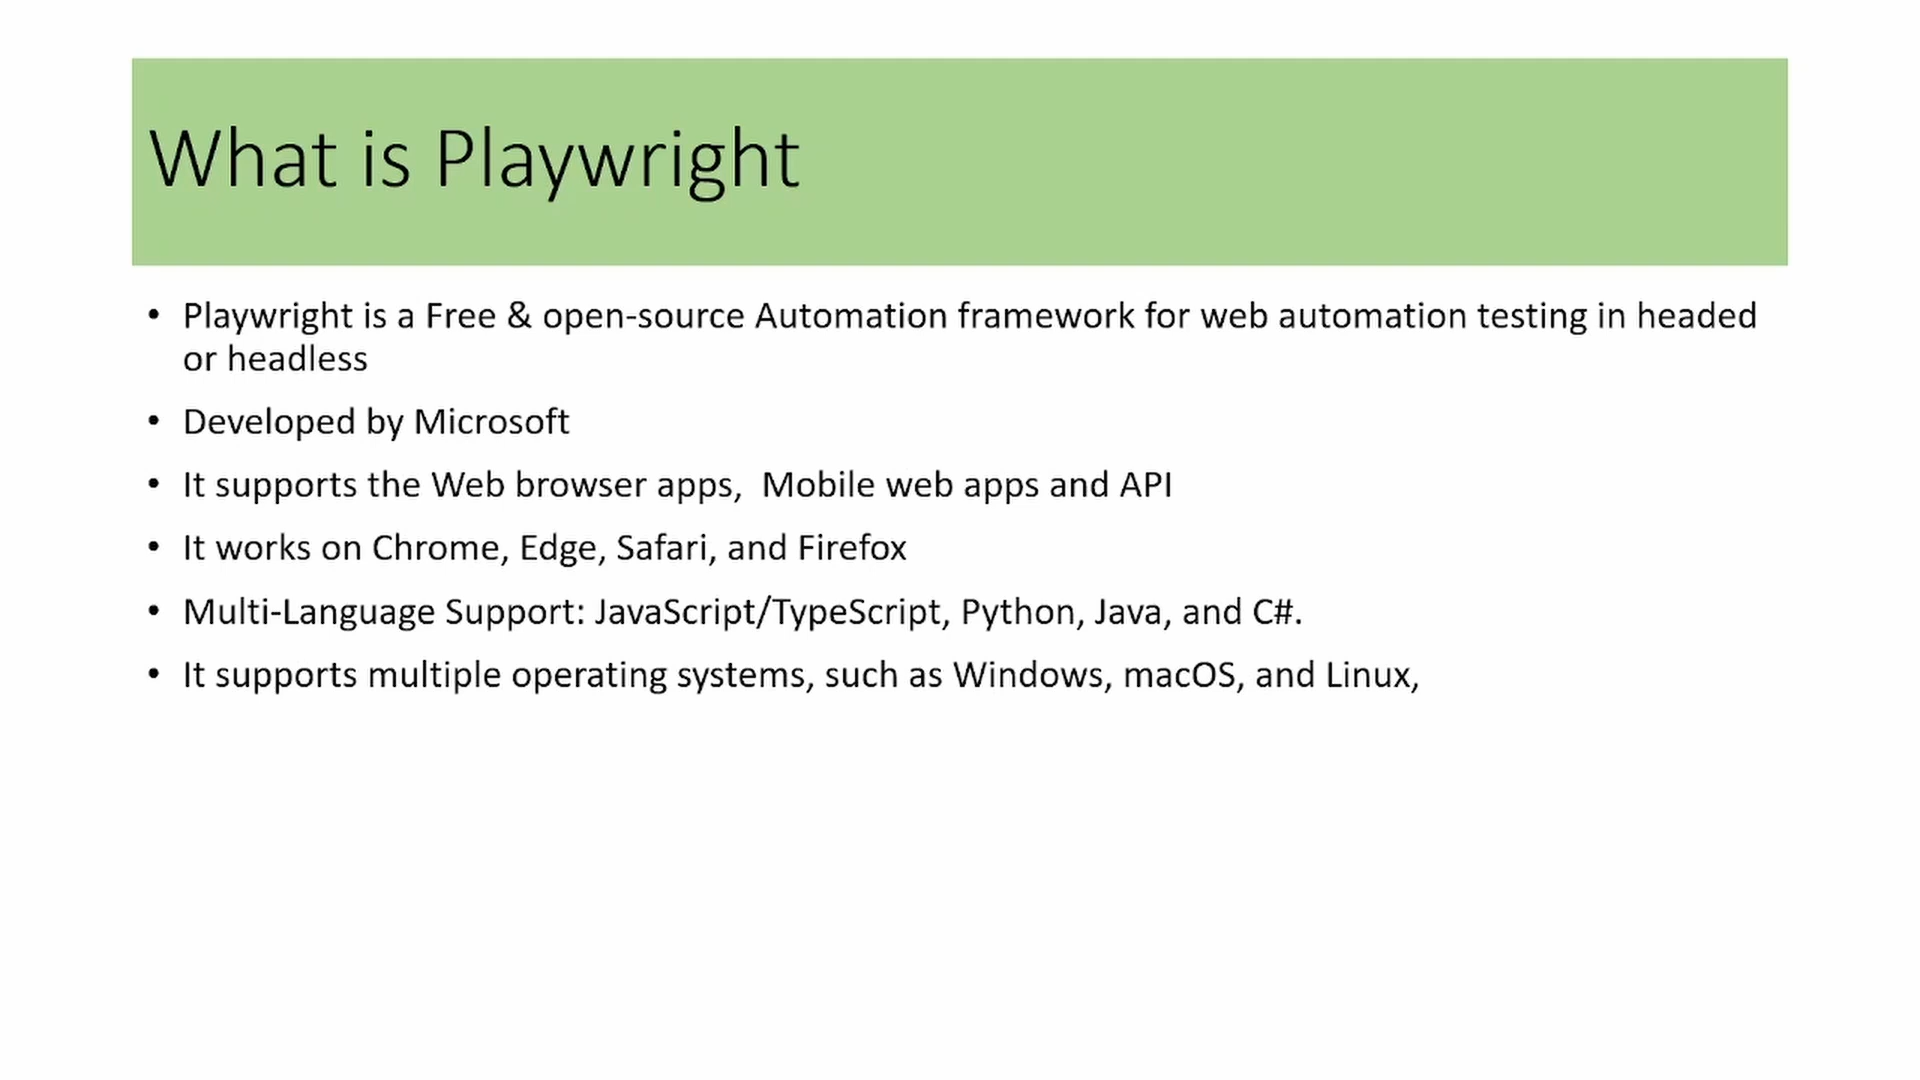 What is Playwright
• Playwright is a Free & open-source Automation framework for web automation testing in headed
or headless
• Developed by Microsoft
• It supports the Web browser apps,  Mobile web apps and API
• It works on Chrome, Edge, Safari, and Firefox
• Multi-Language Support: JavaScript/TypeScript, Python, Java, and C#.
• It supports multiple operating systems, such as Windows, macOS, and Linux,